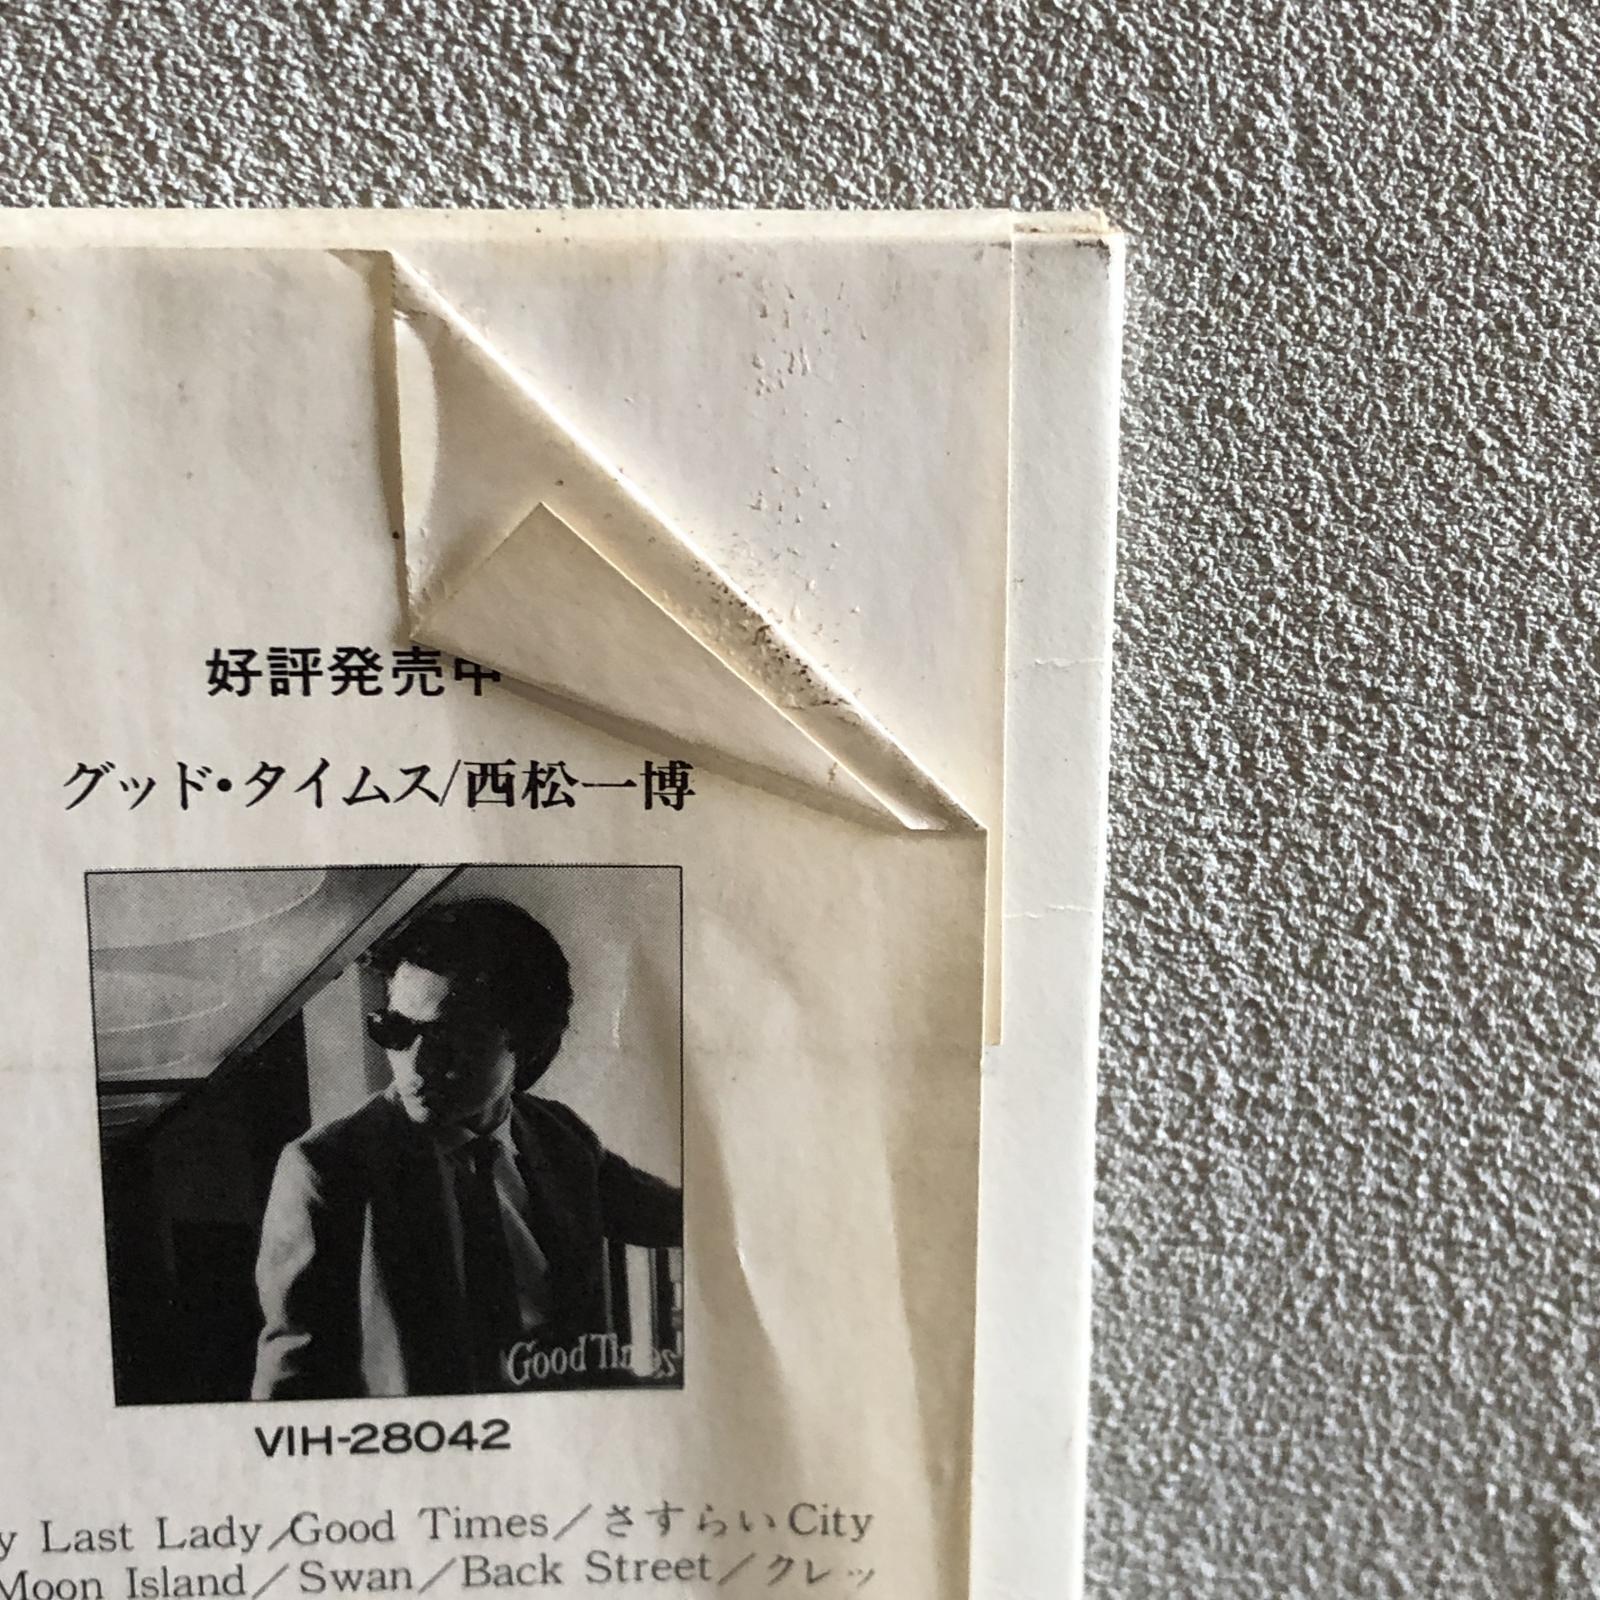 好評発売中
グッド・タイムス/西松一博
Good Times
VIH-28042
y Last Lady/Good Times/さすらいCity
Moon Island/Swan/Back Street/クレッ